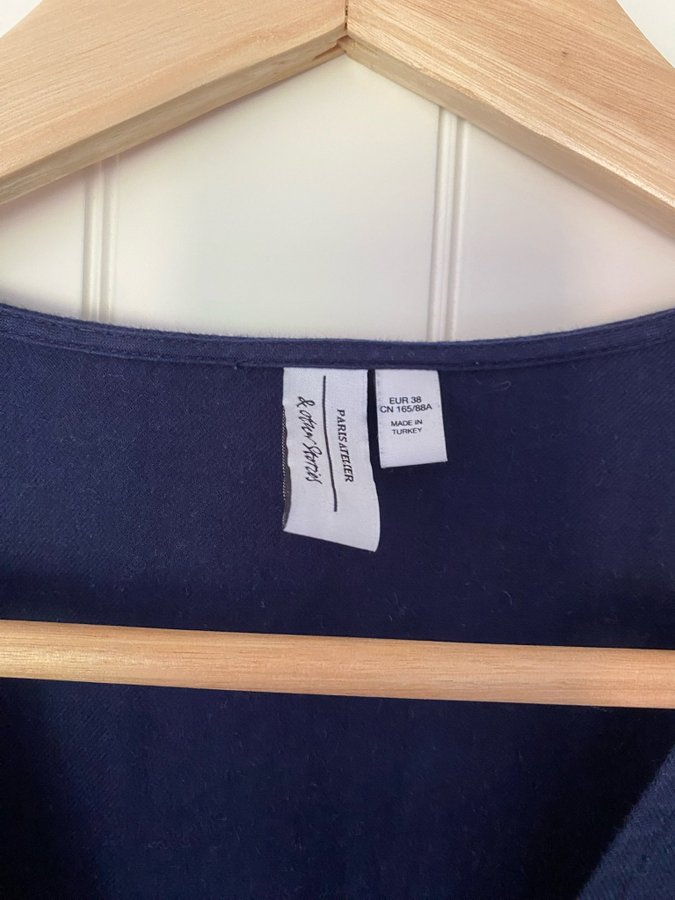 PARIS ATELIER
& other Stories
EUR 38
CN 165/88A
MADE IN
TURKEY